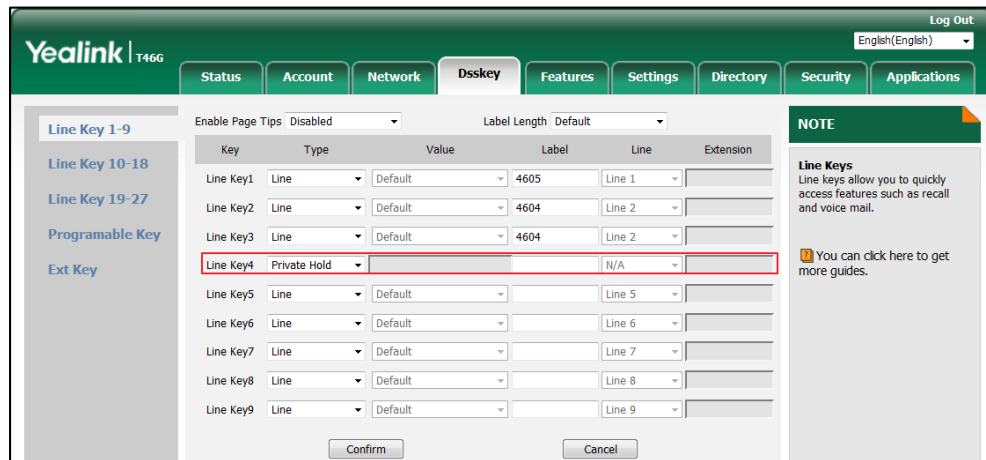 Log Out
Yealink T46G
English(English)
Status Account Network Dsskey Features Settings Directory Security Applications
Line Key 1-9
Line Key 10-18
Line Key 19-27
Programable Key
Ext Key
Enable Page Tips Disabled Label Length Default
Key Type Value Label Line Extension
Line Key1 Line Default 4605 Line 1
Line Key2 Line Default 4604 Line 2
Line Key3 Line Default 4604 Line 2
Line Key4 Private Hold N/A
Line Key5 Line Default Line 5
Line Key6 Line Default Line 6
Line Key7 Line Default Line 7
Line Key8 Line Default Line 8
Line Key9 Line Default Line 9
Confirm Cancel
NOTE
Line Keys
Line keys allow you to quickly
access features such as recall
and voice mail.
? You can click here to get
more guides.